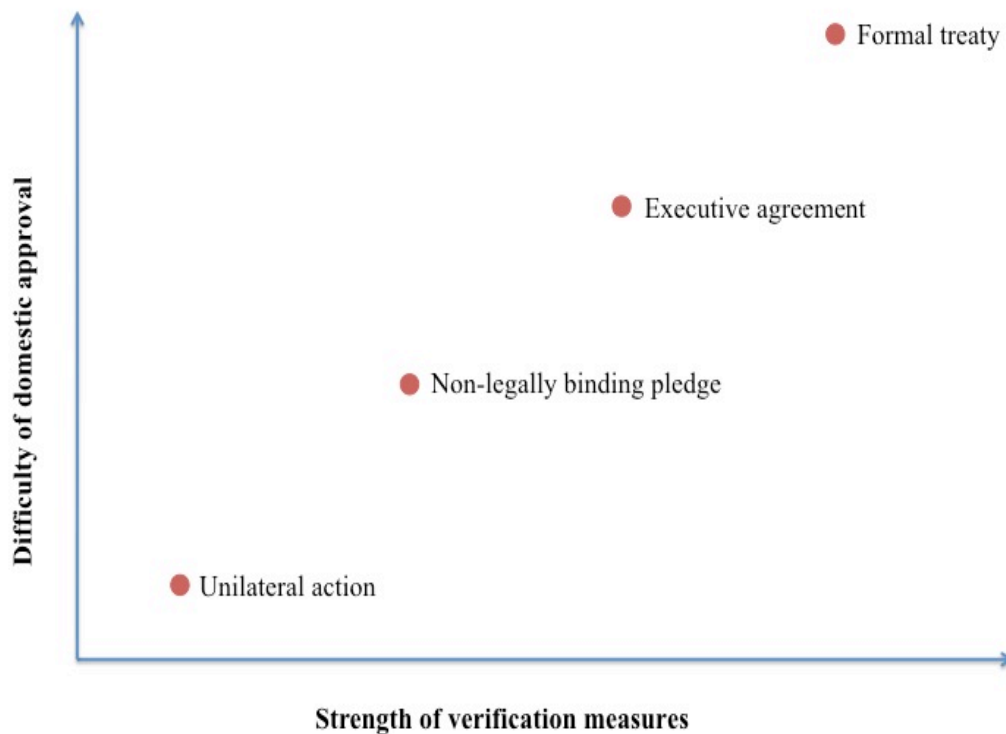 Formal treaty
Executive agreement
Difficulty of domestic approval
Non-legally binding pledge
Unilateral action
Strength of verification measures